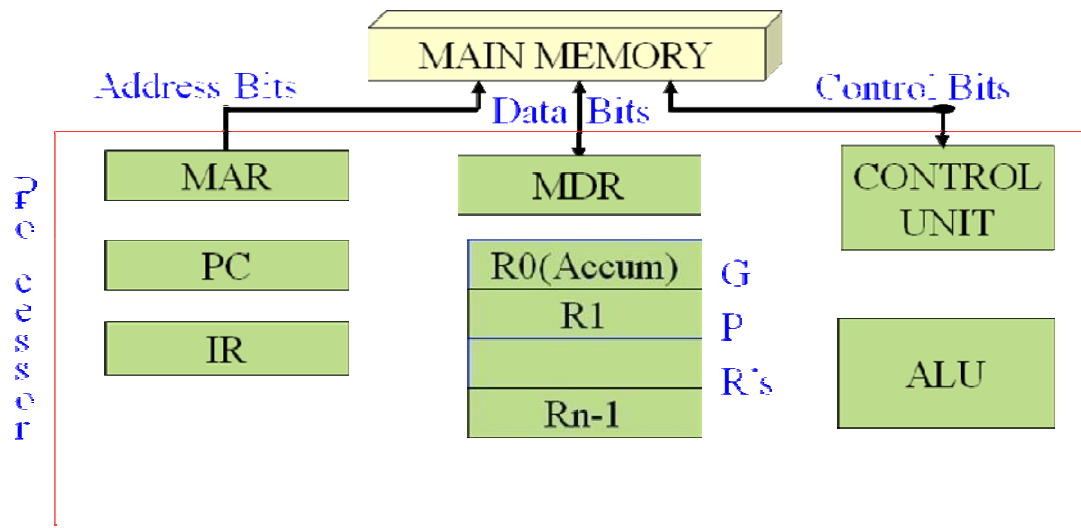 MAIN MEMORY
Address Bits
Data Bits
Control Bits
MAR
MDR
CONTROL
UNIT
PC
IR
R0(Accum)
R1
Rn-1
G
P
R's
ALU
Processor